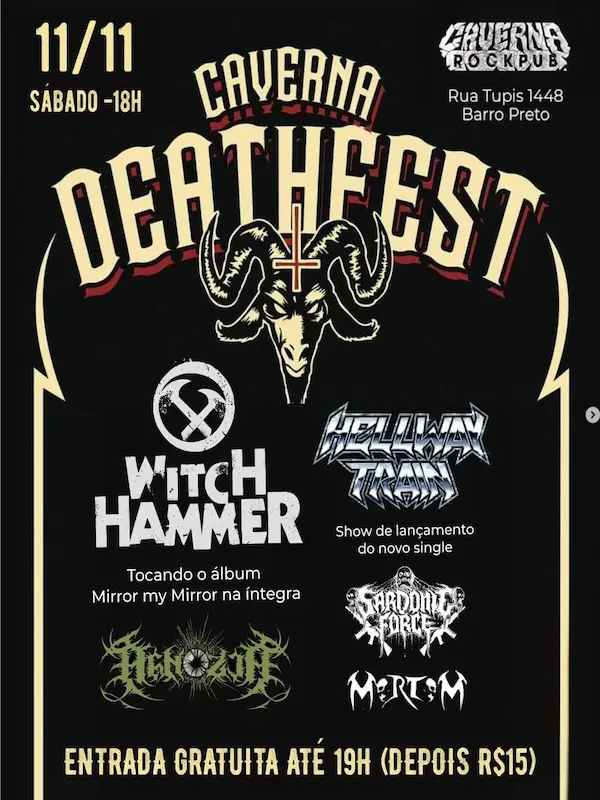 11/11
SÁBADO -18H
CAVERNA
ROCKPUB
Rua Tupis 1448
Barro Preto
CAVERNA
DEATHFEST
WITCH
HAMMER
Tocando o álbum
Mirror my Mirror na íntegra
HELLWAY
TRAIN
Show de lançamento
do novo single
SARDONIC
FORCE
MORTOM
ENTRADA GRATUITA ATÉ 19H (DEPOIS R$15)